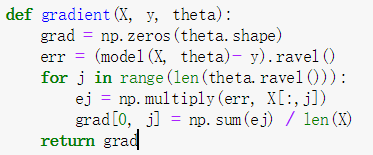 def gradient(X, y, theta):
    grad = np.zeros(theta.shape)
    err = (model(X, theta)- y).ravel()
    for j in range(len(theta.ravel())):
        ej = np.multiply(err, X[:,j])
        grad[0, j] = np.sum(ej) / len(X)
    return grad